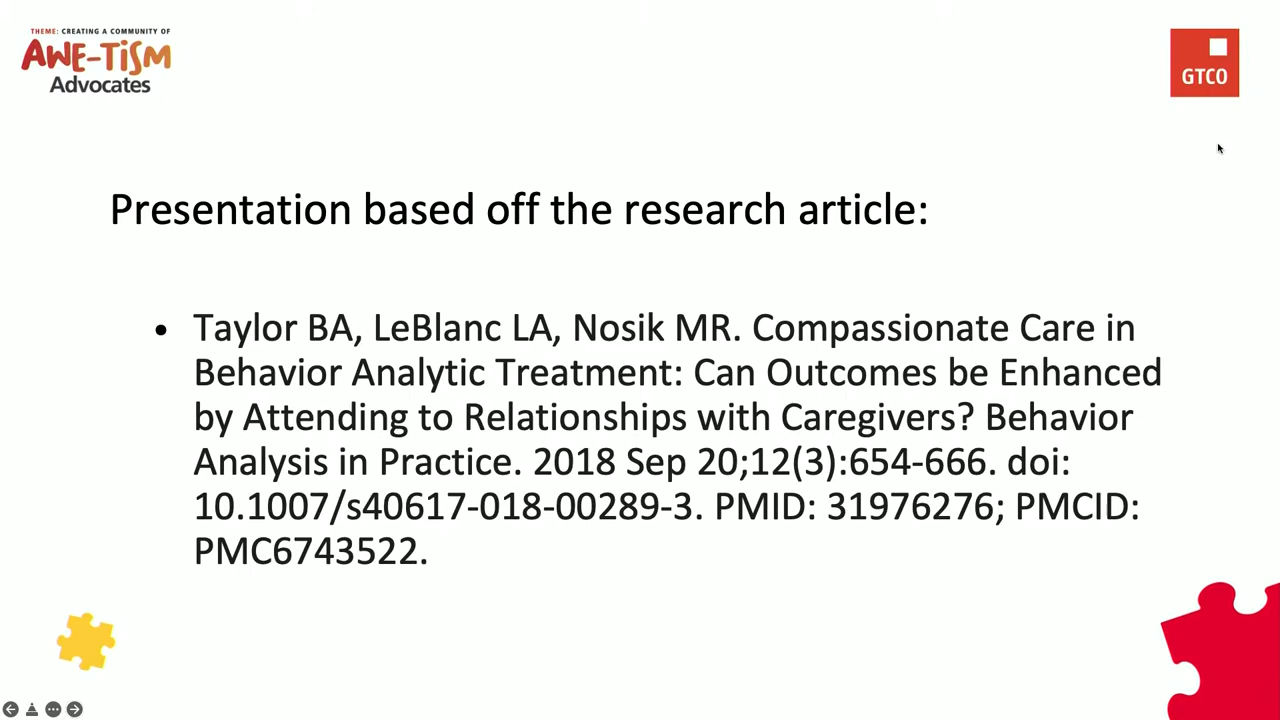 THEME: CREATING A COMMUNITY OF
AWE-TiSM
Advocates
GTCO
Presentation based off the research article:
• Taylor BA, LeBlanc LA, Nosik MR. Compassionate Care in
Behavior Analytic Treatment: Can Outcomes be Enhanced
by Attending to Relationships with Caregivers? Behavior
Analysis in Practice. 2018 Sep 20;12(3):654-666. doi:
10.1007/s40617-018-00289-3. PMID: 31976276; PMCID:
PMC6743522.